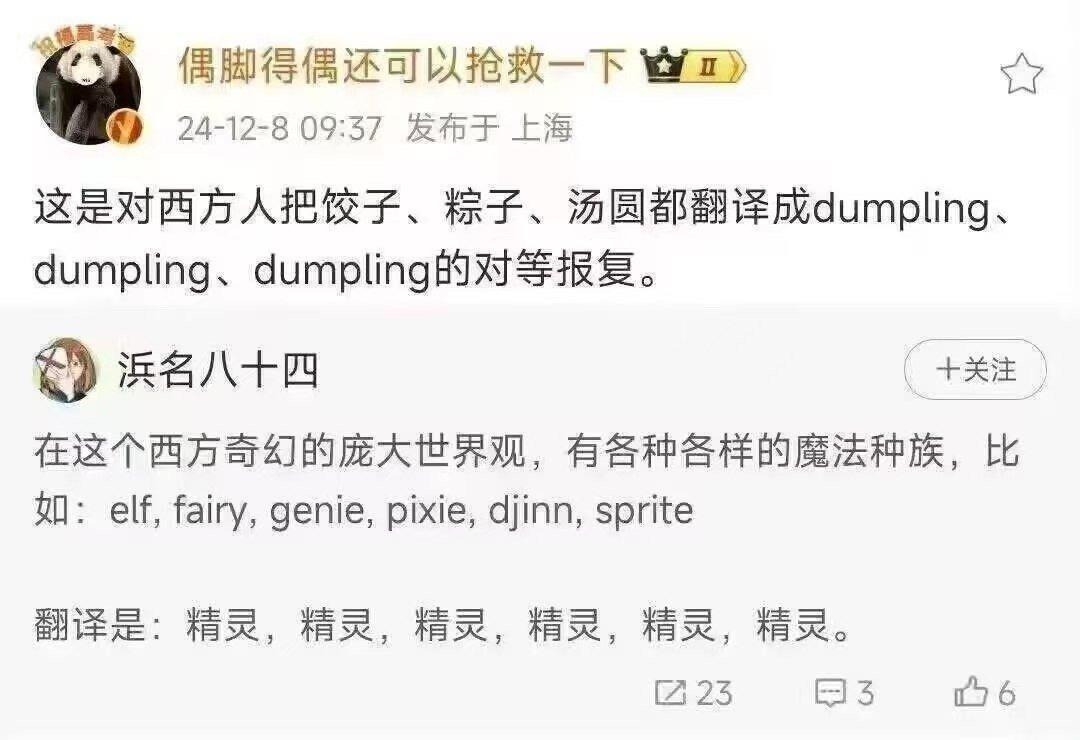 祝福高考
偶脚得偶还可以抢救一下 II
24-12-8 09:37 发布于 上海
这是对西方人把饺子、粽子、汤圆都翻译成dumpling、
dumpling、dumpling的对等报复。
浜名八十四
+关注
在这个西方奇幻的庞大世界观，有各种各样的魔法种族，比
如：elf, fairy, genie, pixie, djinn, sprite
翻译是：精灵，精灵，精灵，精灵，精灵，精灵。
23 3 6